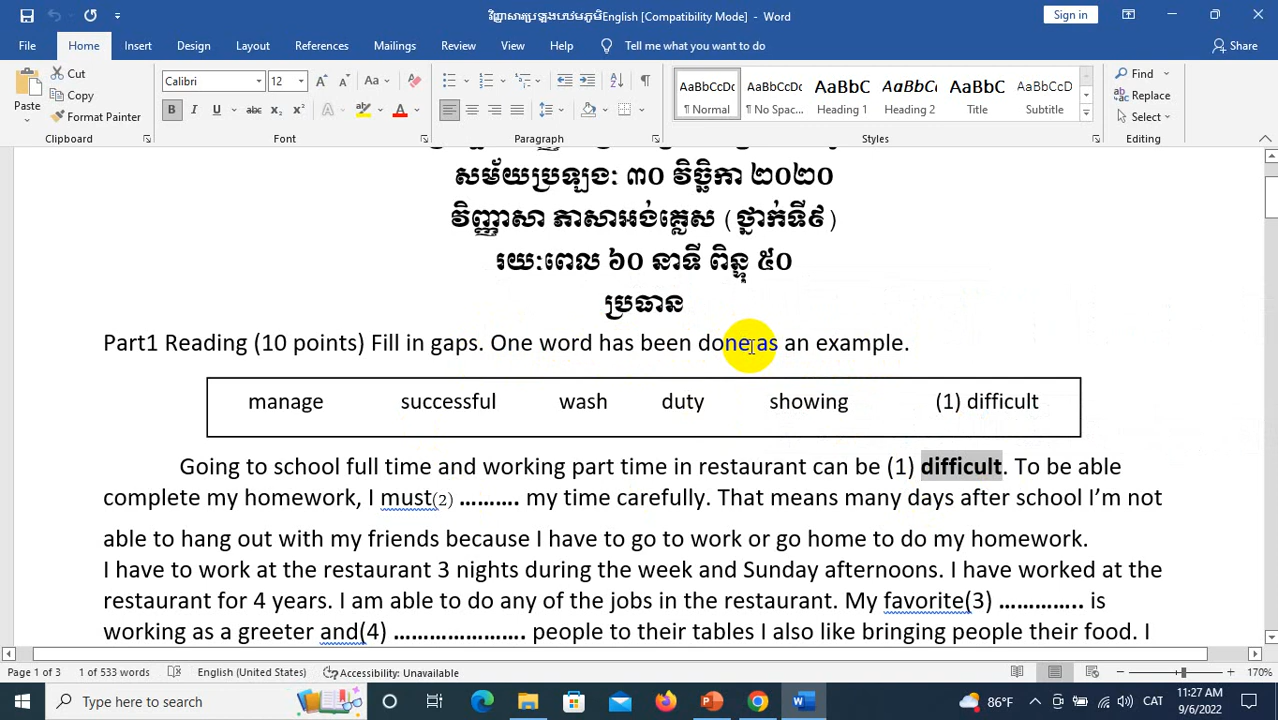 វិញ្ញាសាប្រឡងបឋមភូមិEnglish [Compatibility Mode] - Word
Sign in
File Home Insert Design Layout References Mailings Review View Help Tell me what you want to do Share
Paste Cut Copy Format Painter
Calibri 12
Clipboard Font Paragraph Styles Editing
AaBbCcDc AaBbCcDc AaBbC AaBbCc AaBbC AaBbCcD
¶ Normal ¶ No Spac... Heading 1 Heading 2 Title Subtitle
Find Replace Select
សម័យប្រឡង: ៣០ វិច្ឆិកា ២០២០
វិញ្ញាសា ភាសាអង់គ្លេស (ថ្នាក់ទី៩)
រយ:ពេល ៦០ នាទី ពិន្ទុ ៥០
ប្រធាន
Part1 Reading (10 points) Fill in gaps. One word has been done as an example.
manage successful wash duty showing (1) difficult
Going to school full time and working part time in restaurant can be (1) difficult. To be able
complete my homework, I must(2) .......... my time carefully. That means many days after school I’m not
able to hang out with my friends because I have to go to work or go home to do my homework.
I have to work at the restaurant 3 nights during the week and Sunday afternoons. I have worked at the
restaurant for 4 years. I am able to do any of the jobs in the restaurant. My favorite(3) .............. is
working as a greeter and(4) ...................... people to their tables I also like bringing people their food. I
Page 1 of 3 1 of 533 words English (United States) Accessibility: Unavailable 170%
Type here to search
86°F CAT 11:27 AM
9/6/2022